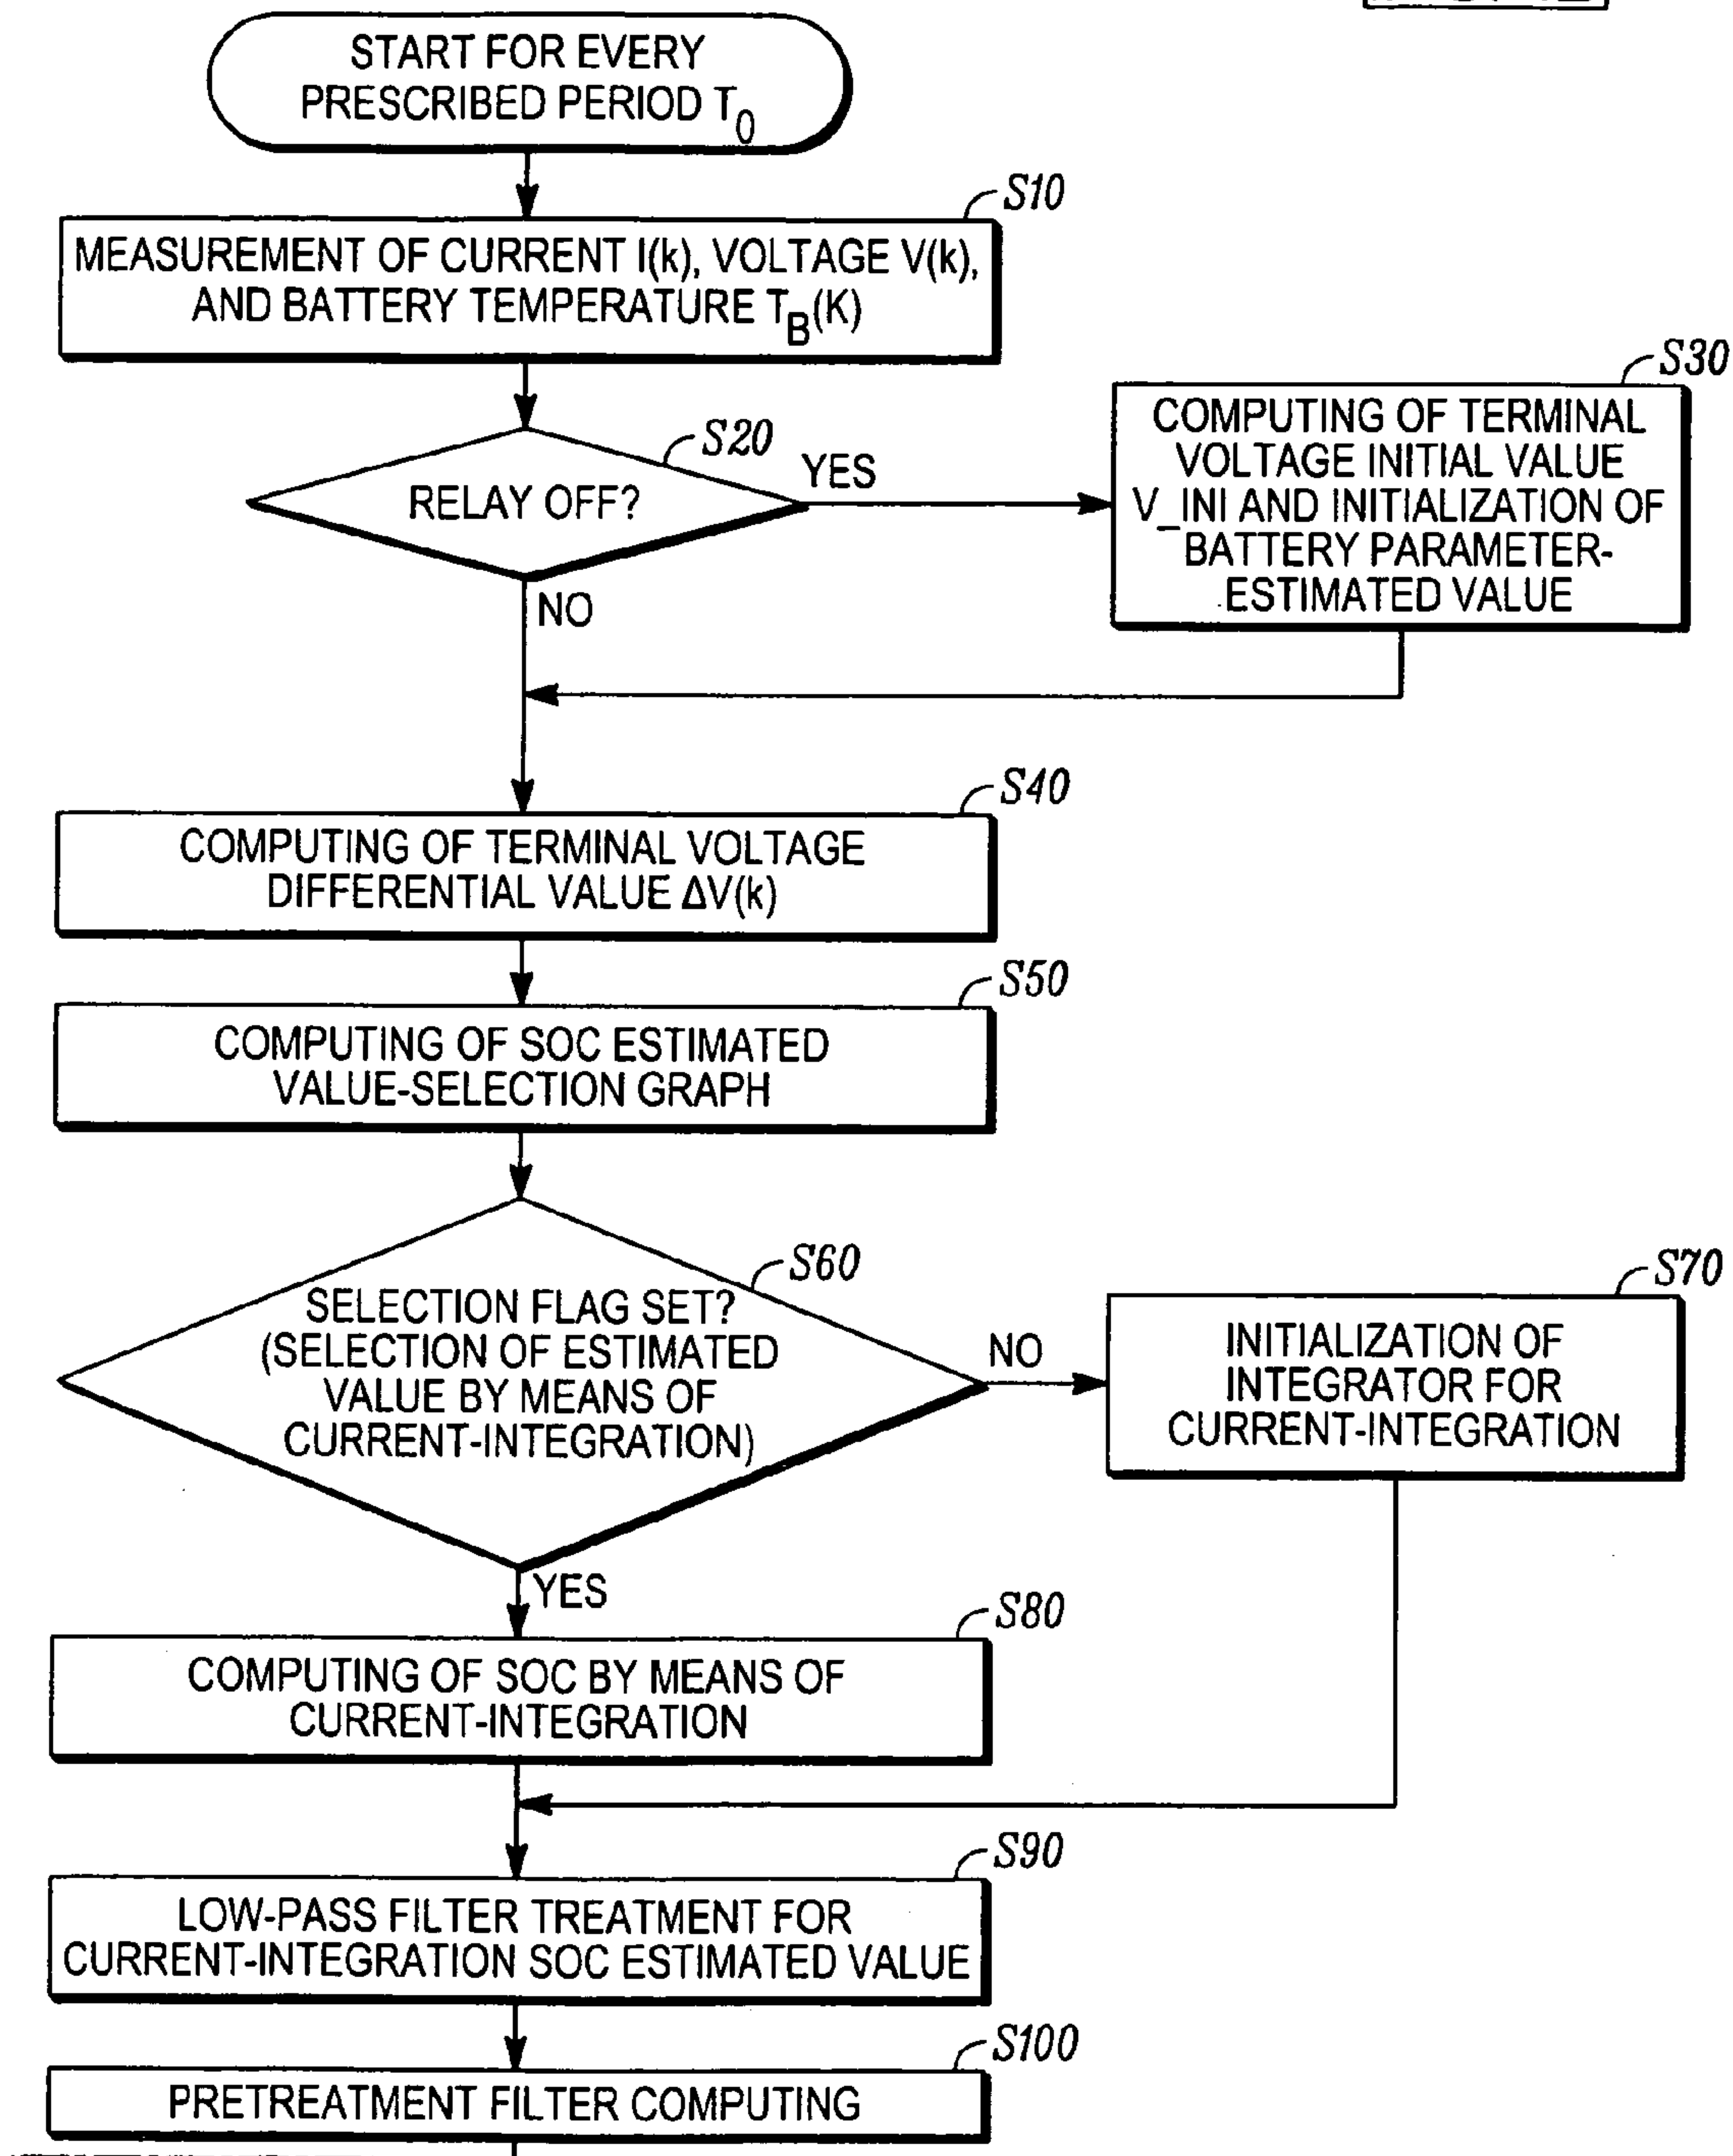 START FOR EVERY
PRESCRIBED PERIOD T0
S10
MEASUREMENT OF CURRENT I(k), VOLTAGE V(k),
AND BATTERY TEMPERATURE TB(K)
S20
RELAY OFF?
YES
NO
S30
COMPUTING OF TERMINAL
VOLTAGE INITIAL VALUE
V_INI AND INITIALIZATION OF
BATTERY PARAMETER-
ESTIMATED VALUE
S40
COMPUTING OF TERMINAL VOLTAGE
DIFFERENTIAL VALUE ΔV(k)
S50
COMPUTING OF SOC ESTIMATED
VALUE-SELECTION GRAPH
S60
SELECTION FLAG SET?
(SELECTION OF ESTIMATED
VALUE BY MEANS OF
CURRENT-INTEGRATION)
NO
YES
S70
INITIALIZATION OF
INTEGRATOR FOR
CURRENT-INTEGRATION
S80
COMPUTING OF SOC BY MEANS OF
CURRENT-INTEGRATION
S90
LOW-PASS FILTER TREATMENT FOR
CURRENT-INTEGRATION SOC ESTIMATED VALUE
S100
PRETREATMENT FILTER COMPUTING